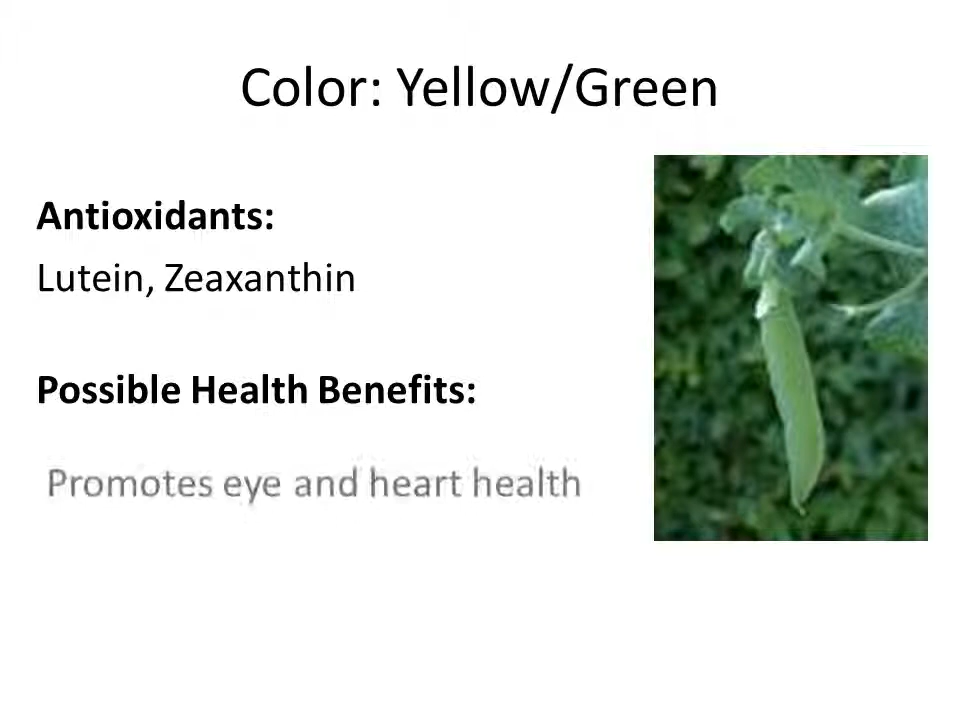 Color: Yellow/Green
Antioxidants:
Lutein, Zeaxanthin
Possible Health Benefits:
Promotes eye and heart health